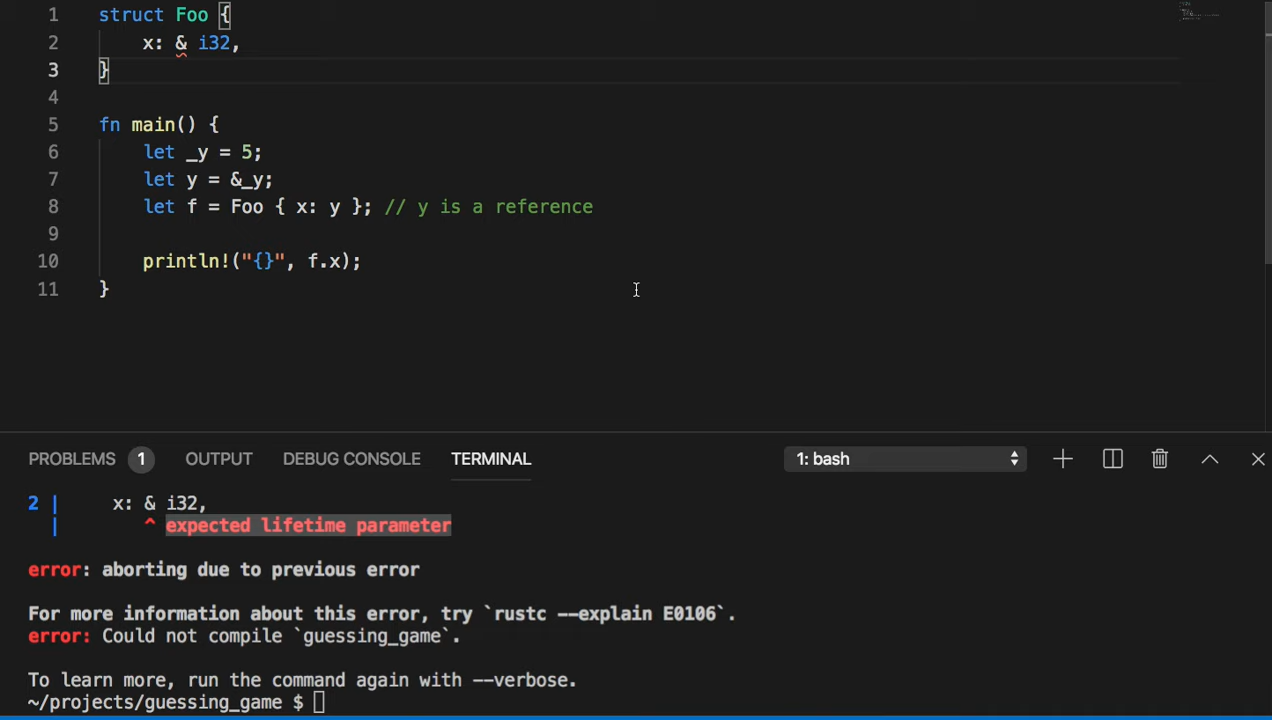 1 struct Foo {
2 x: & i32,
3 }
4
5 fn main() {
6 let _y = 5;
7 let y = &_y;
8 let f = Foo { x: y }; // y is a reference
9
10 println!("{}", f.x);
11 }
PROBLEMS 1 OUTPUT DEBUG CONSOLE TERMINAL 1: bash
2 | x: & i32,
| ^ expected lifetime parameter
error: aborting due to previous error
For more information about this error, try `rustc --explain E0106`.
error: Could not compile `guessing_game`.
To learn more, run the command again with --verbose.
~/projects/guessing_game $